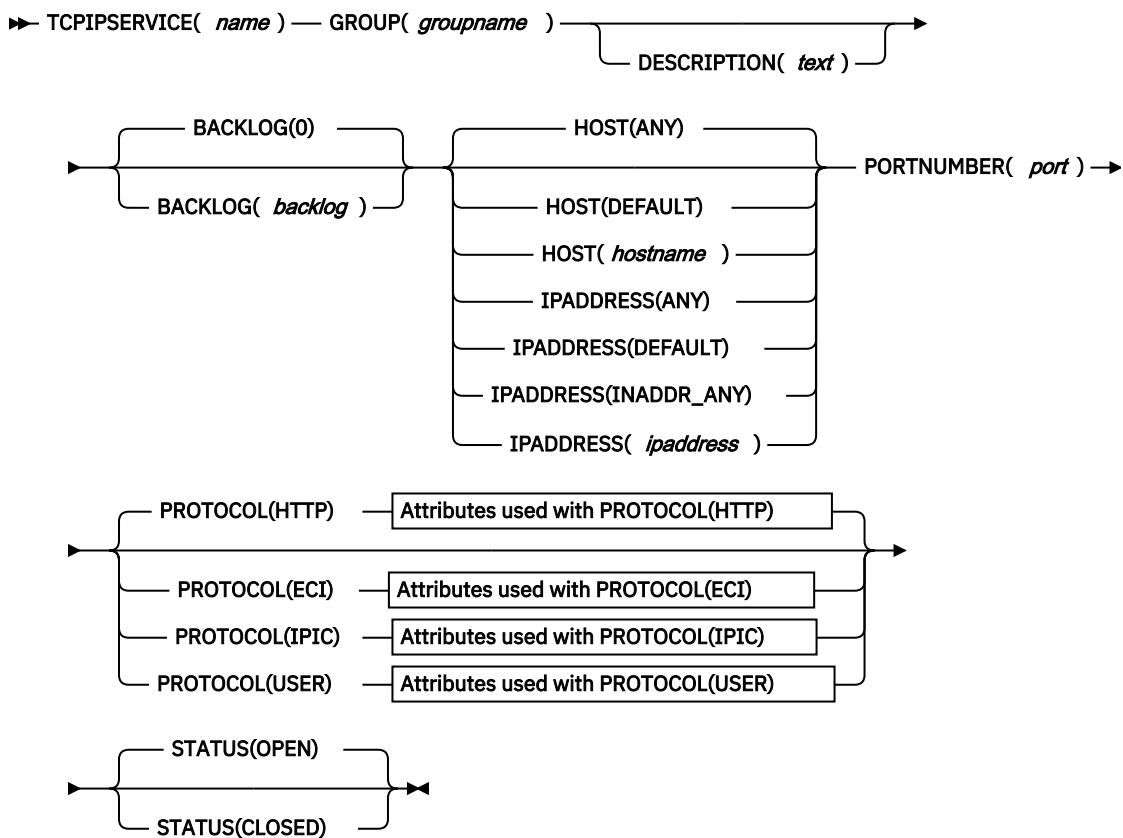 TCPIPSERVICE( name ) GROUP( groupname )
DESCRIPTION( text )
BACKLOG(0)
BACKLOG( backlog )
HOST(ANY)
HOST(DEFAULT)
HOST( hostname )
IPADDRESS(ANY)
IPADDRESS(DEFAULT)
IPADDRESS(INADDR_ANY)
IPADDRESS( ipaddress )
PORTNUMBER( port )
PROTOCOL(HTTP) Attributes used with PROTOCOL(HTTP)
PROTOCOL(ECI) Attributes used with PROTOCOL(ECI)
PROTOCOL(IPIC) Attributes used with PROTOCOL(IPIC)
PROTOCOL(USER) Attributes used with PROTOCOL(USER)
STATUS(OPEN)
STATUS(CLOSED)